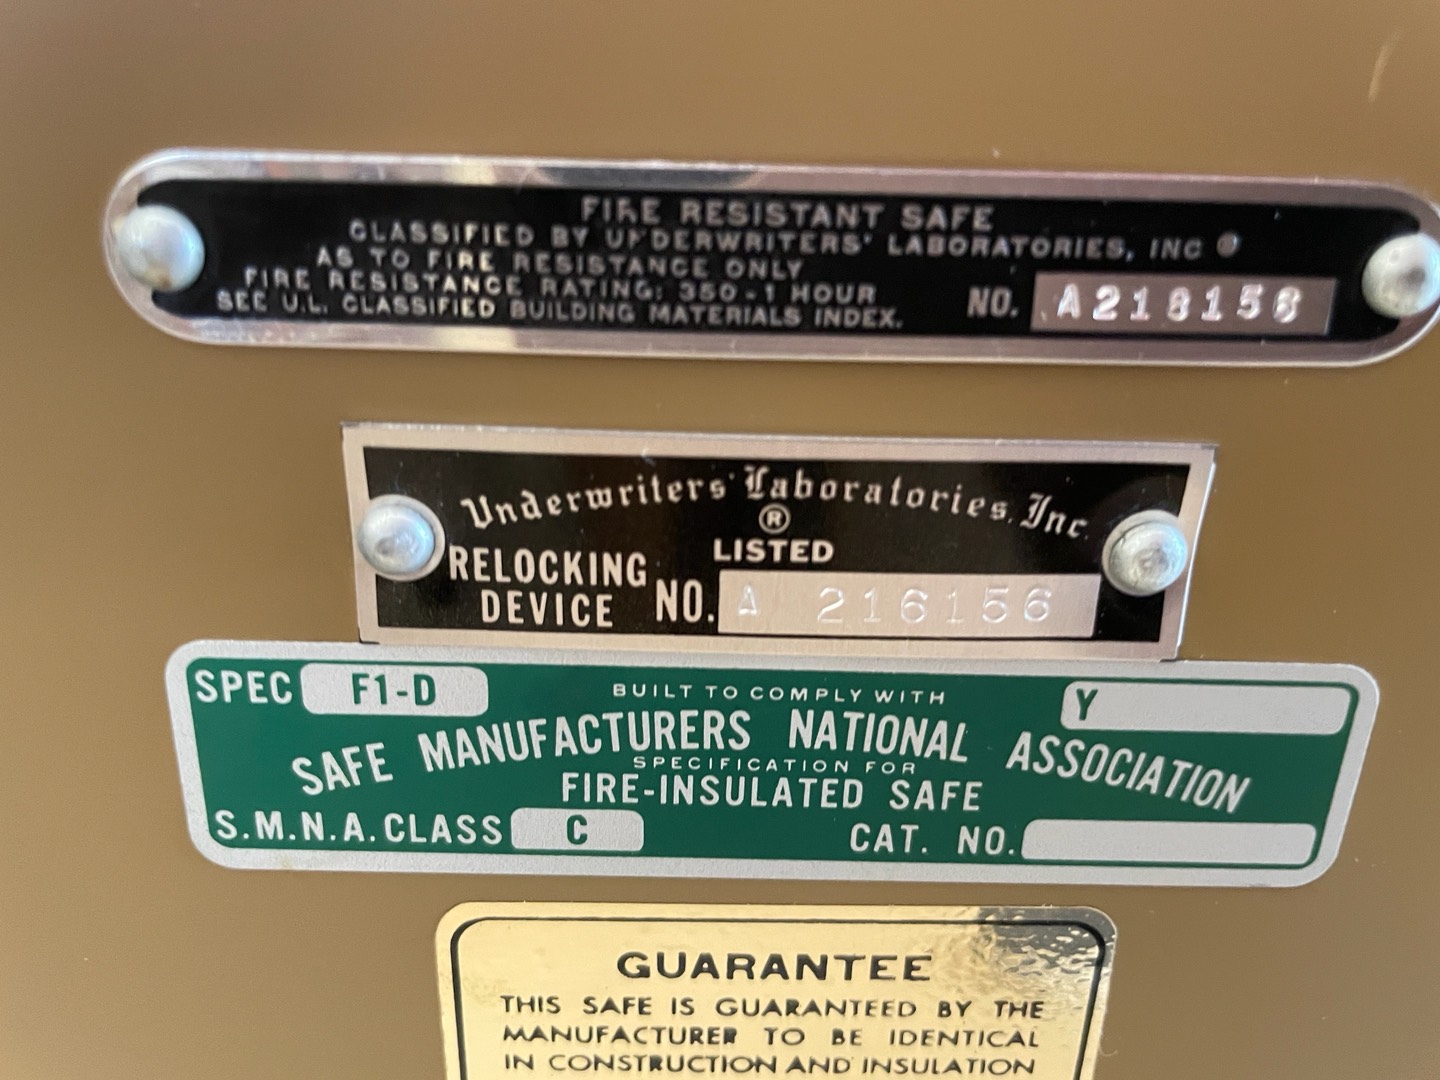 FIRE RESISTANT SAFE
CLASSIFIED BY UNDERWRITERS' LABORATORIES, INC ®
AS TO FIRE RESISTANCE ONLY
FIRE RESISTANCE RATING: 350-1 HOUR
SEE U.L. CLASSIFIED BUILDING MATERIALS INDEX.
NO. A218156
Underwriters' Laboratories, Inc.
®
LISTED
RELOCKING
DEVICE NO. A 216156
SPEC F1-D
BUILT TO COMPLY WITH
Y
SAFE MANUFACTURERS NATIONAL ASSOCIATION
SPECIFICATION FOR
FIRE-INSULATED SAFE
S.M.N.A. CLASS C
CAT. NO.
GUARANTEE
THIS SAFE IS GUARANTEED BY THE
MANUFACTURER TO BE IDENTICAL
IN CONSTRUCTION AND INSULATION